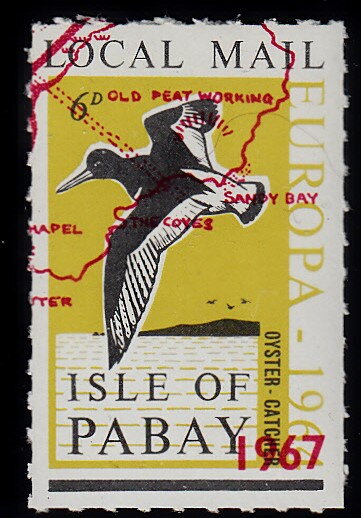 LOCAL MAIL
6D
OLD PEAT WORKING
SANDY BAY
THE COVES
HAPEL
TER
EUROPA - 196
OYSTER - CATCHER
ISLE OF
PABAY
1967